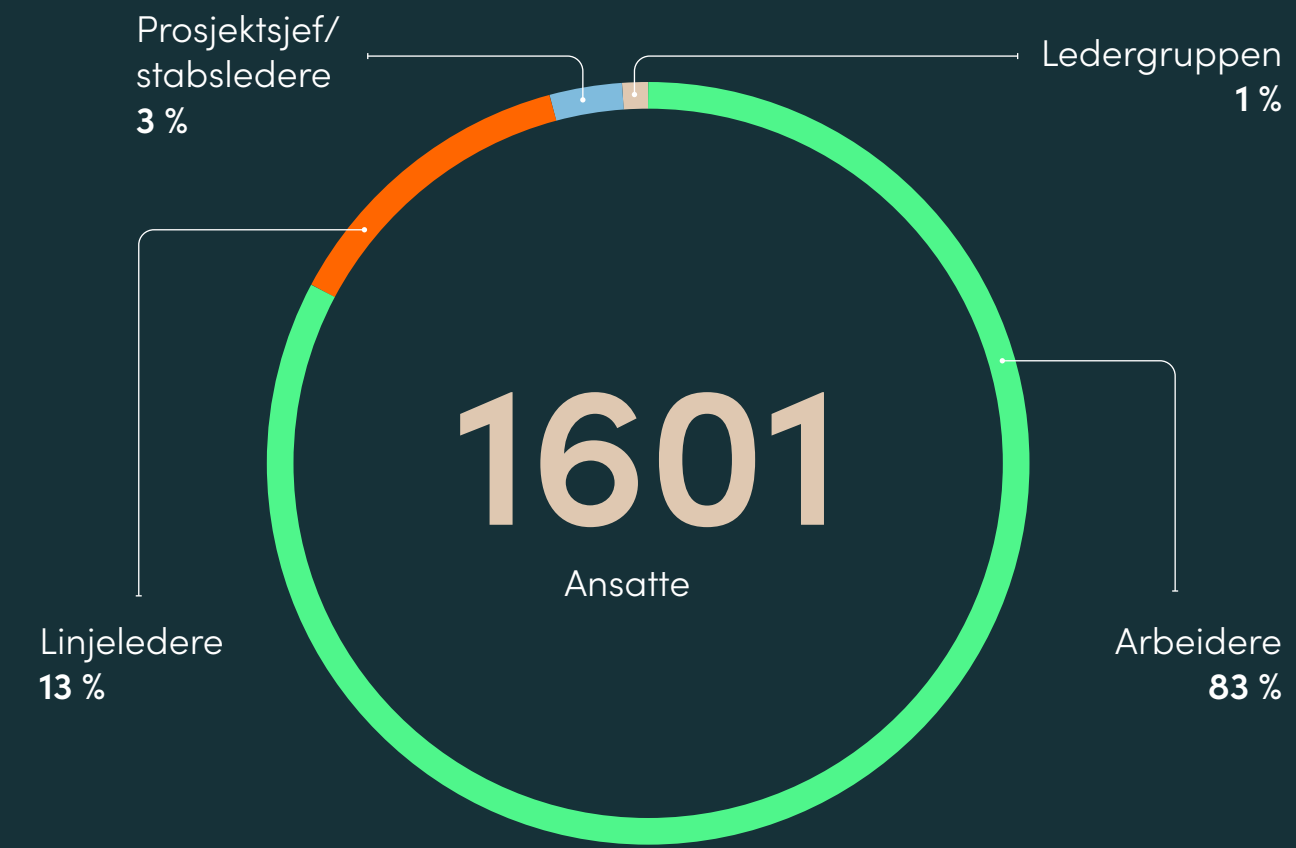 Prosjektsjef/
stabsledere
3 %
Ledergruppen
1 %
1601
Ansatte
Linjeledere
13 %
Arbeidere
83 %